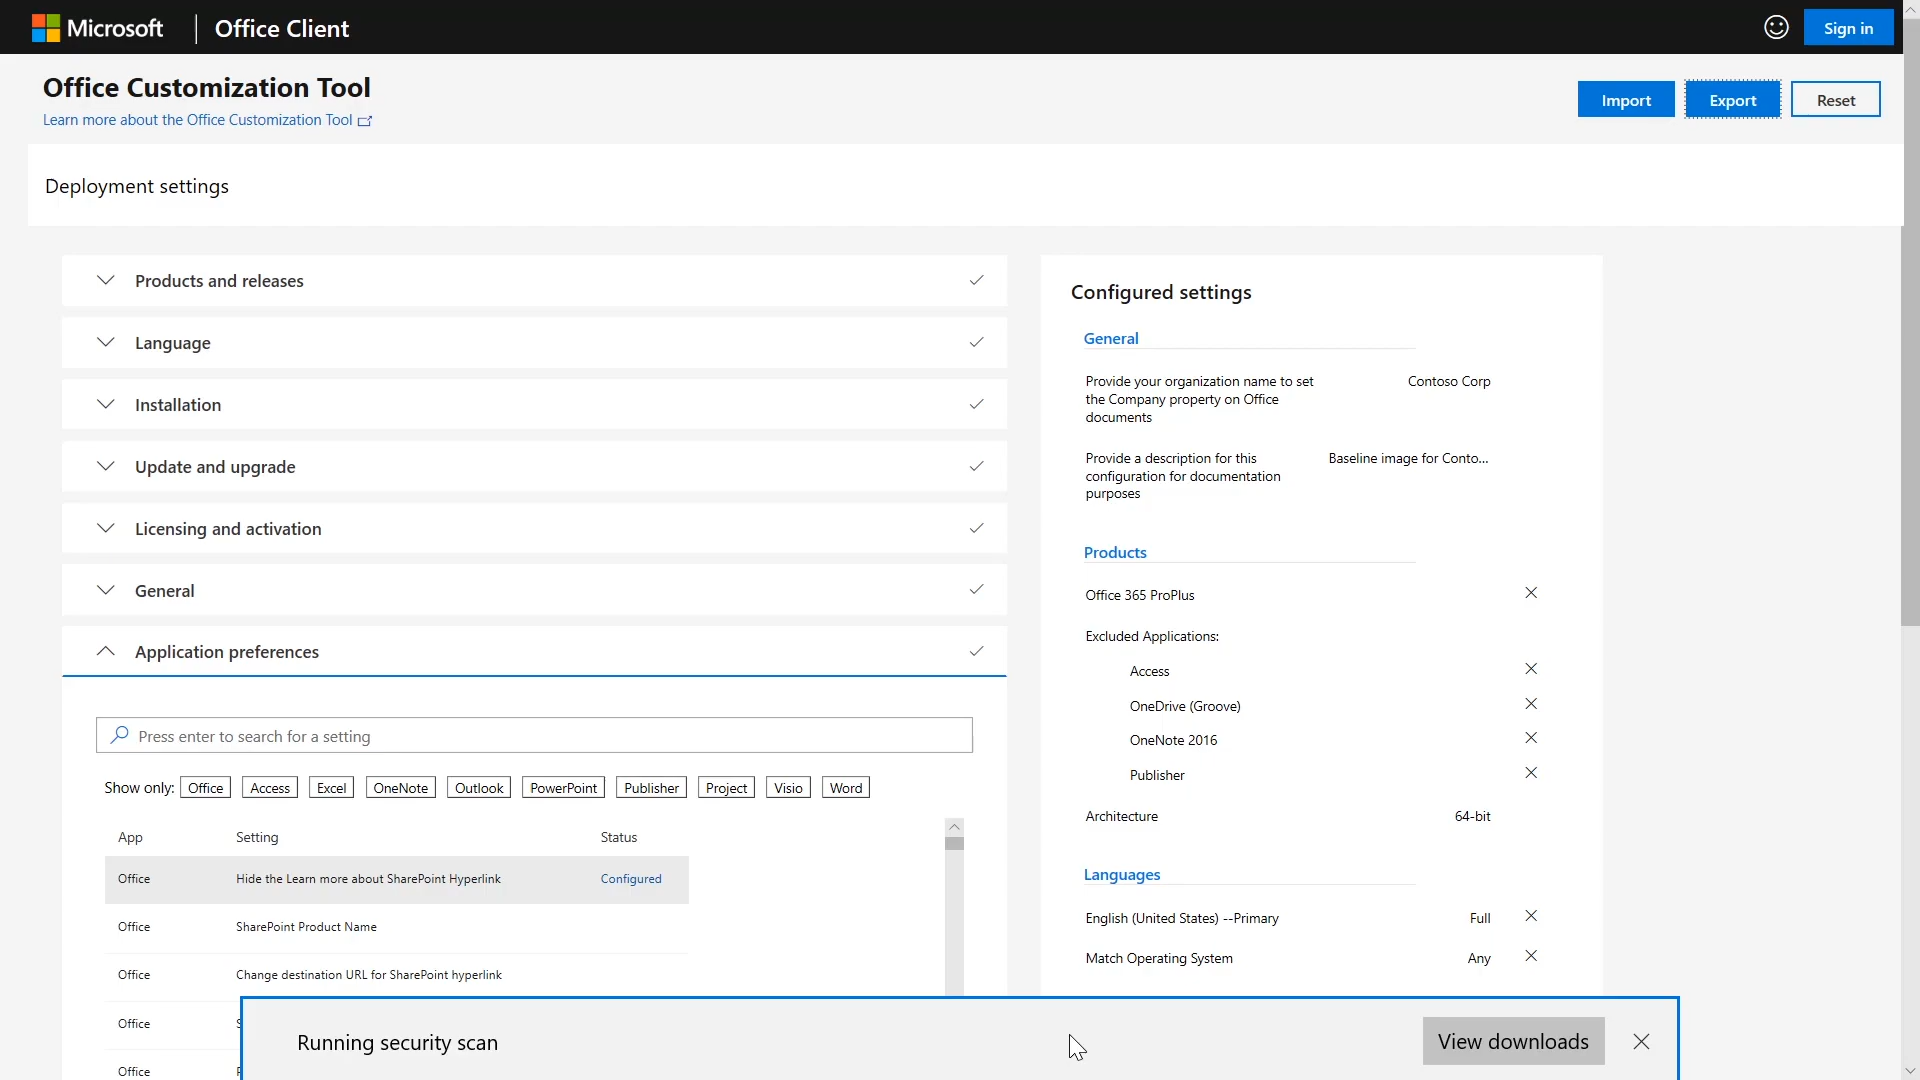 Microsoft
Office Client
Sign in
Office Customization Tool
Learn more about the Office Customization Tool
Import
Export
Reset
Deployment settings
Products and releases
Language
Installation
Update and upgrade
Licensing and activation
General
Application preferences
Press enter to search for a setting
Show only: Office Access Excel OneNote Outlook PowerPoint Publisher Project Visio Word
App Setting Status
Office Hide the Learn more about SharePoint Hyperlink Configured
Office SharePoint Product Name
Office Change destination URL for SharePoint hyperlink
Office
Office
Configured settings
General
Provide your organization name to set Contoso Corp
the Company property on Office
documents
Provide a description for this Baseline image for Conto...
configuration for documentation
purposes
Products
Office 365 ProPlus
Excluded Applications:
Access
OneDrive (Groove)
OneNote 2016
Publisher
Architecture 64-bit
Languages
English (United States) --Primary Full
Match Operating System Any
Running security scan
View downloads